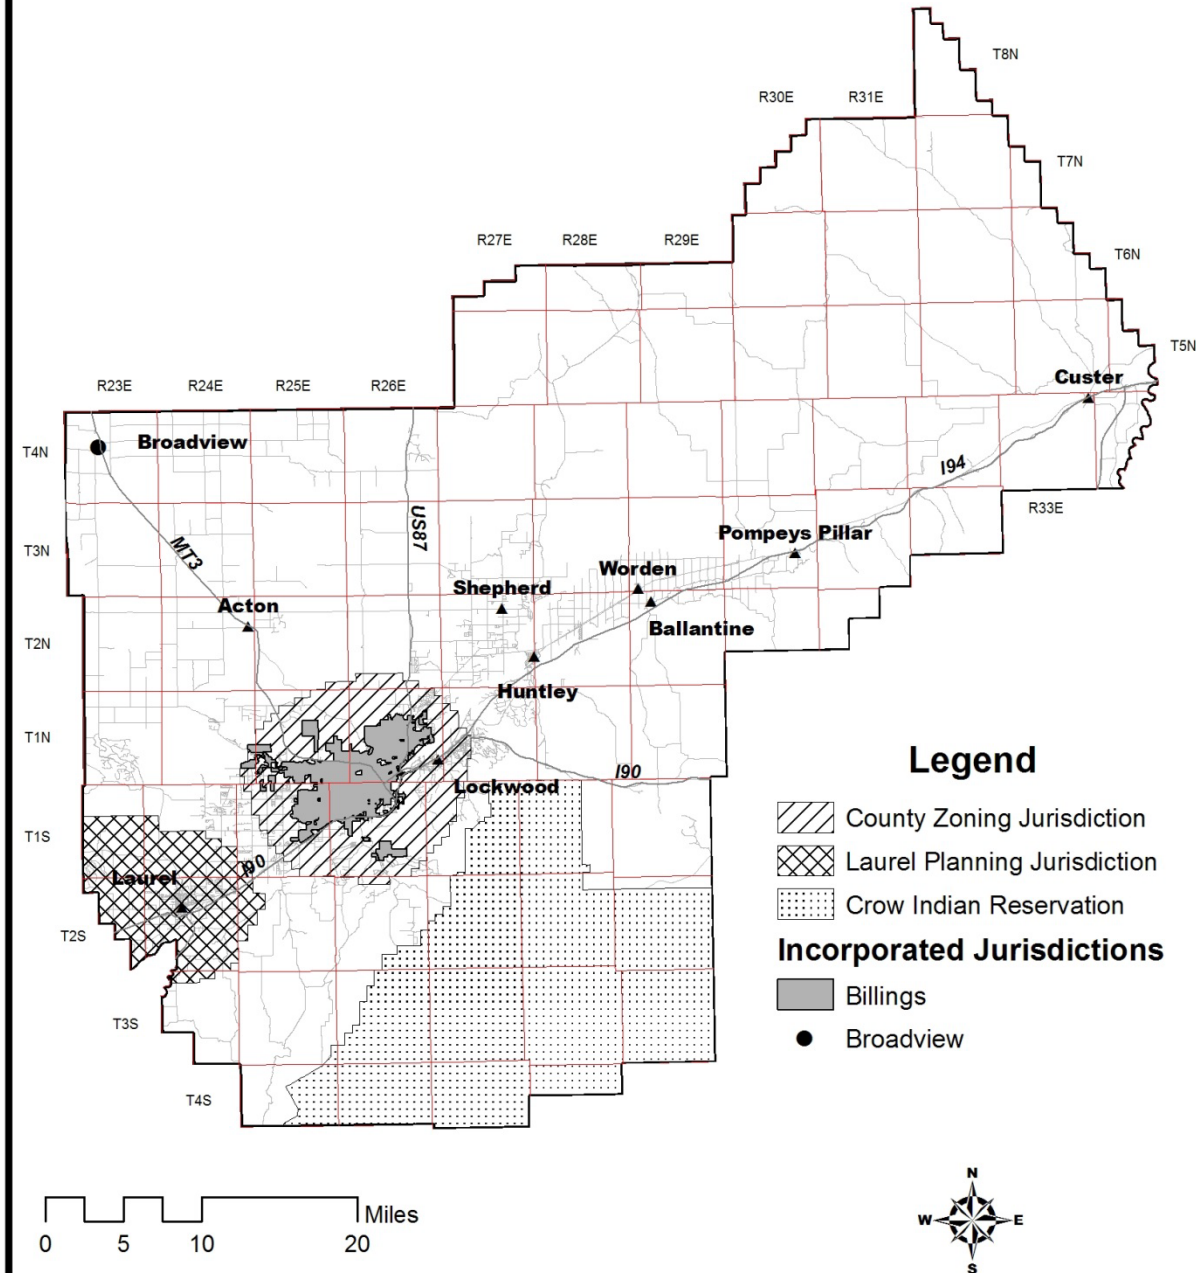 T8N
R30E R31E
T7N
R27E R28E R29E
T6N
T5N
Custer
R23E R24E R25E R26E
Broadview
T4N
I94
R33E
US87
MT3
T3N
Pompeys Pillar
Worden
Shepherd
Acton
Ballantine
T2N
Huntley
T1N
I90
Lockwood
T1S
I90
Laurel
T2S
T3S
T4S
Legend
County Zoning Jurisdiction
Laurel Planning Jurisdiction
Crow Indian Reservation
Incorporated Jurisdictions
Billings
Broadview
Miles
0 5 10 20
N
W E
S